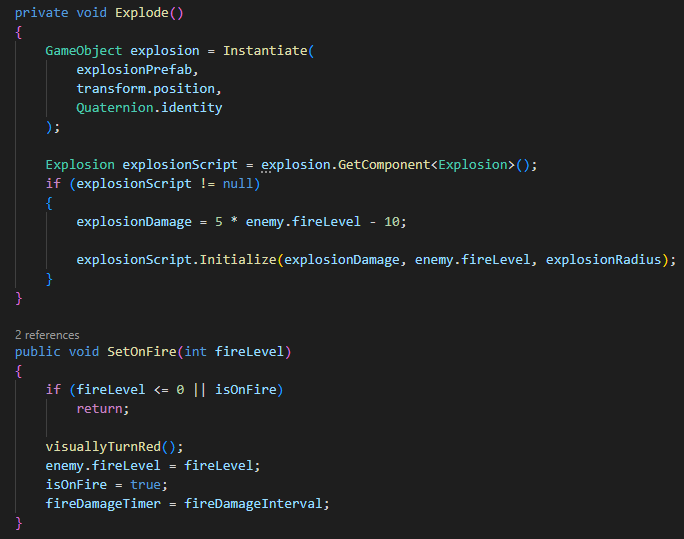 private void Explode()
{
GameObject explosion = Instantiate(
explosionPrefab,
transform.position,
Quaternion.identity
);
Explosion explosionScript = explosion.GetComponent<Explosion>();
if (explosionScript != null)
{
explosionDamage = 5 * enemy.fireLevel - 10;
explosionScript.Initialize(explosionDamage, enemy.fireLevel, explosionRadius);
}
}
2 references
public void SetOnFire(int fireLevel)
{
if (fireLevel <= 0 || isOnFire)
return;
visuallyTurnRed();
enemy.fireLevel = fireLevel;
isOnFire = true;
fireDamageTimer = fireDamageInterval;
}